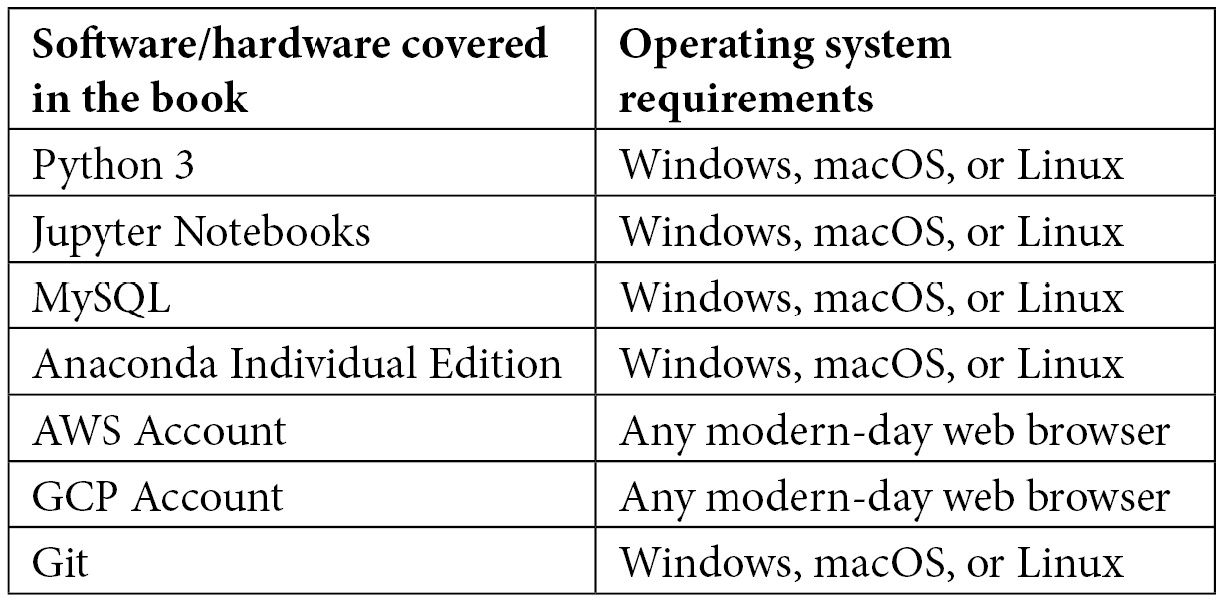 Software/hardware covered Operating system
in the book requirements
Python 3 Windows, macOS, or Linux
Jupyter Notebooks Windows, macOS, or Linux
MySQL Windows, macOS, or Linux
Anaconda Individual Edition Windows, macOS, or Linux
AWS Account Any modern-day web browser
GCP Account Any modern-day web browser
Git Windows, macOS, or Linux